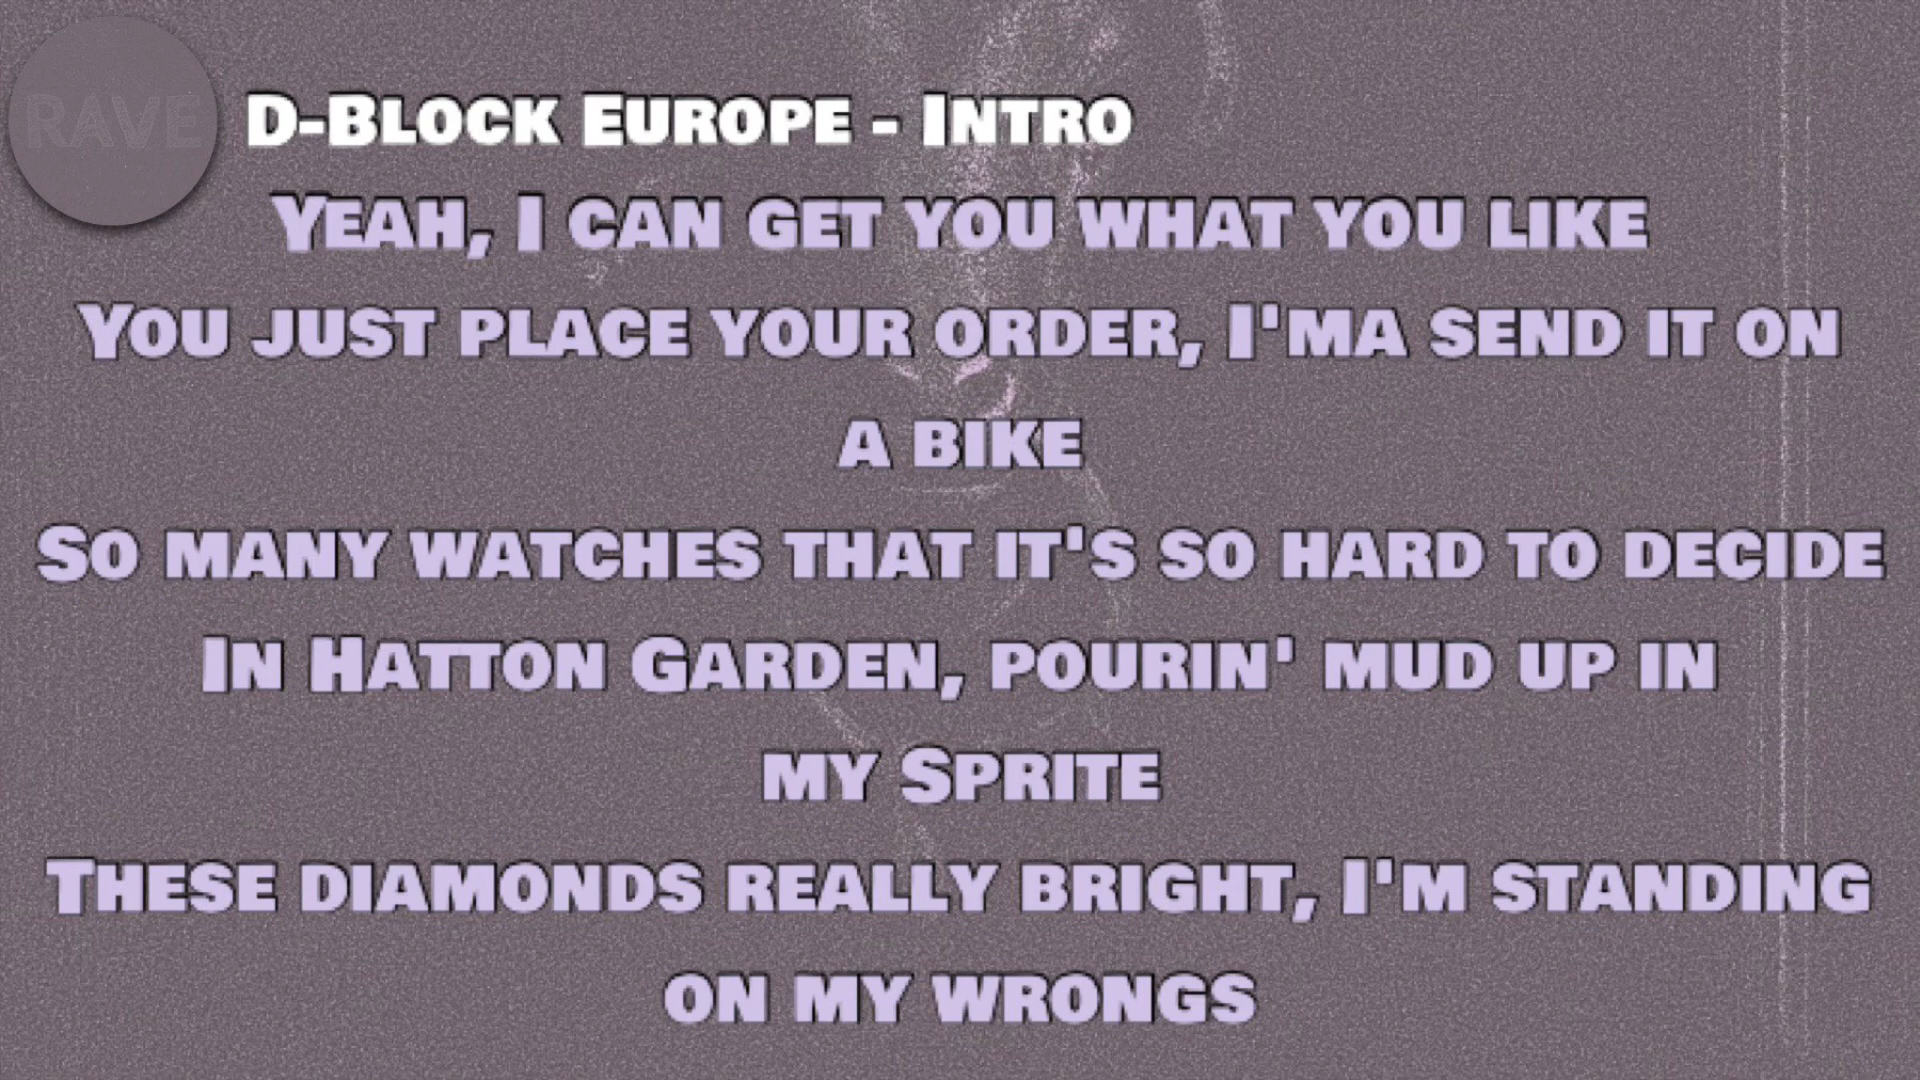 RAVE
D-Block Europe - Intro
Yeah, I can get you what you like
You just place your order, I'ma send it on
a bike
So many watches that it's so hard to decide
In Hatton Garden, pourin' mud up in
my Sprite
These diamonds really bright, I'm standing
on my wrongs